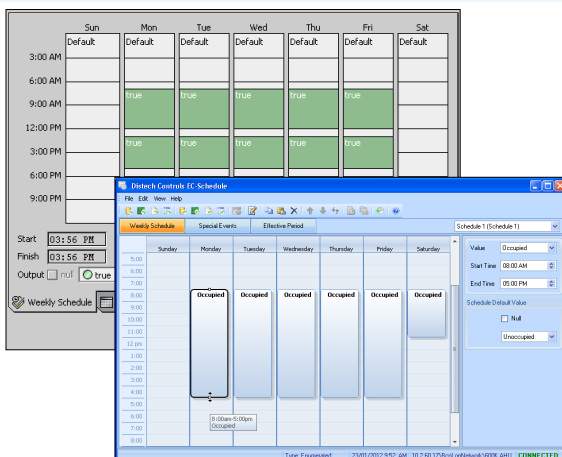 Sun Mon Tue Wed Thu Fri Sat
Default Default Default Default Default Default Default
3:00 AM
6:00 AM
true true true true true
9:00 AM
12:00 PM
true true true true true
3:00 PM
6:00 PM
9:00 PM
Start 03:56 PM
Finish 03:56 PM
Output null true
Weekly Schedule
Distech Controls EC-Schedule
File Edit View Help
Weekly Schedule Special Events Effective Period Schedule 1 (Schedule 1)
Sunday Monday Tuesday Wednesday Thursday Friday Saturday
Value Occupied
Start Time 08:00 AM
End Time 05:00 PM
Schedule Default Value
Null
Unoccupied
5:00
6:00
7:00
8:00 Occupied Occupied Occupied Occupied Occupied Occupied
9:00
10:00
11:00
12 pm
1:00
2:00
3:00
4:00
5:00
6:00
7:00
8:00
8:00am-5:00pm
Occupied
Type: Enumerated 23/01/2012 9:52 AM CONNECTED